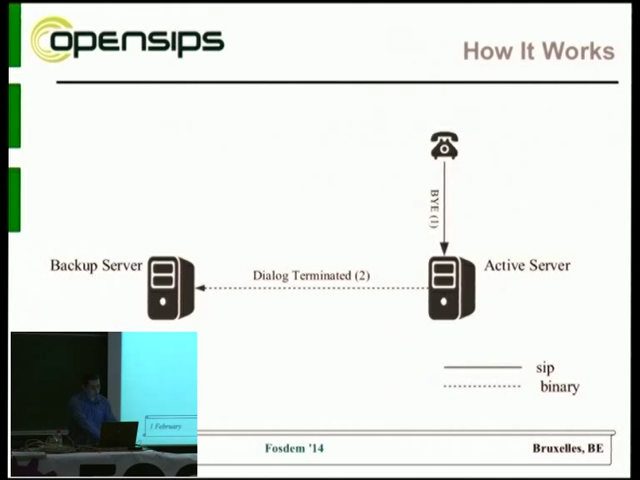 opensips
How It Works
BYE (1)
Backup Server
Dialog Terminated (2)
Active Server
sip
binary
1 February
Fosdem '14
Bruxelles, BE
FOS